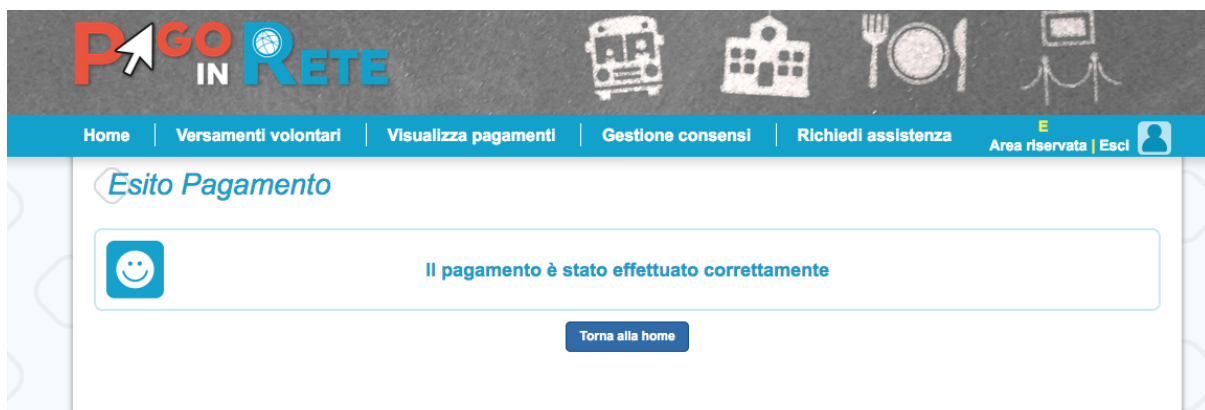 PAGO
IN RETE
Home Versamenti volontari Visualizza pagamenti Gestione consensi Richiedi assistenza
E
Area riservata | Esci
Esito Pagamento
Il pagamento è stato effettuato correttamente
Torna alla home